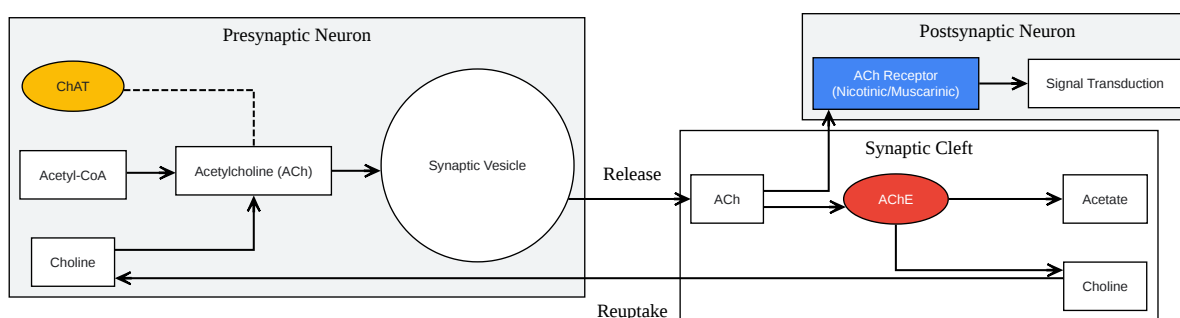 Presynaptic Neuron
ChAT
Acetyl-CoA
Acetylcholine (ACh)
Synaptic Vesicle
Choline
Release
Reuptake
Postsynaptic Neuron
ACh Receptor
(Nicotinic/Muscarinic)
Signal Transduction
Synaptic Cleft
ACh
AChE
Acetate
Choline